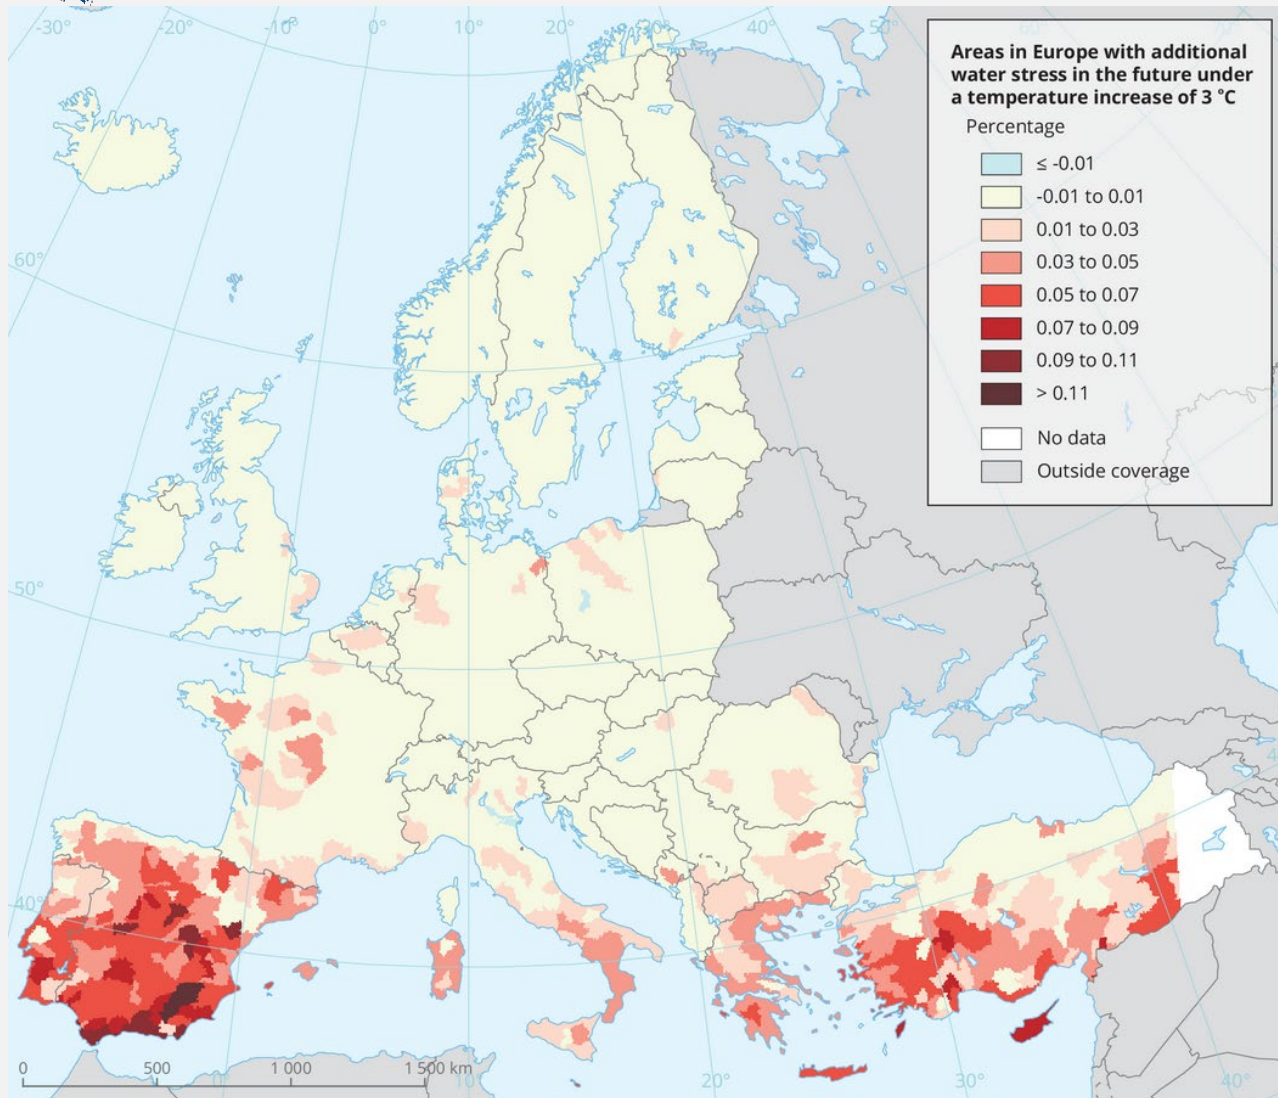 -30°
-20°
-10°
0°
10°
20°
30°
40°
50°
60°
70°
Areas in Europe with additional
water stress in the future under
a temperature increase of 3 °C
Percentage
≤ -0.01
-0.01 to 0.01
0.01 to 0.03
0.03 to 0.05
0.05 to 0.07
0.07 to 0.09
0.09 to 0.11
> 0.11
No data
Outside coverage
60°
50°
40°
0
500
1 000
1 500 km
10°
20°
30°
40°